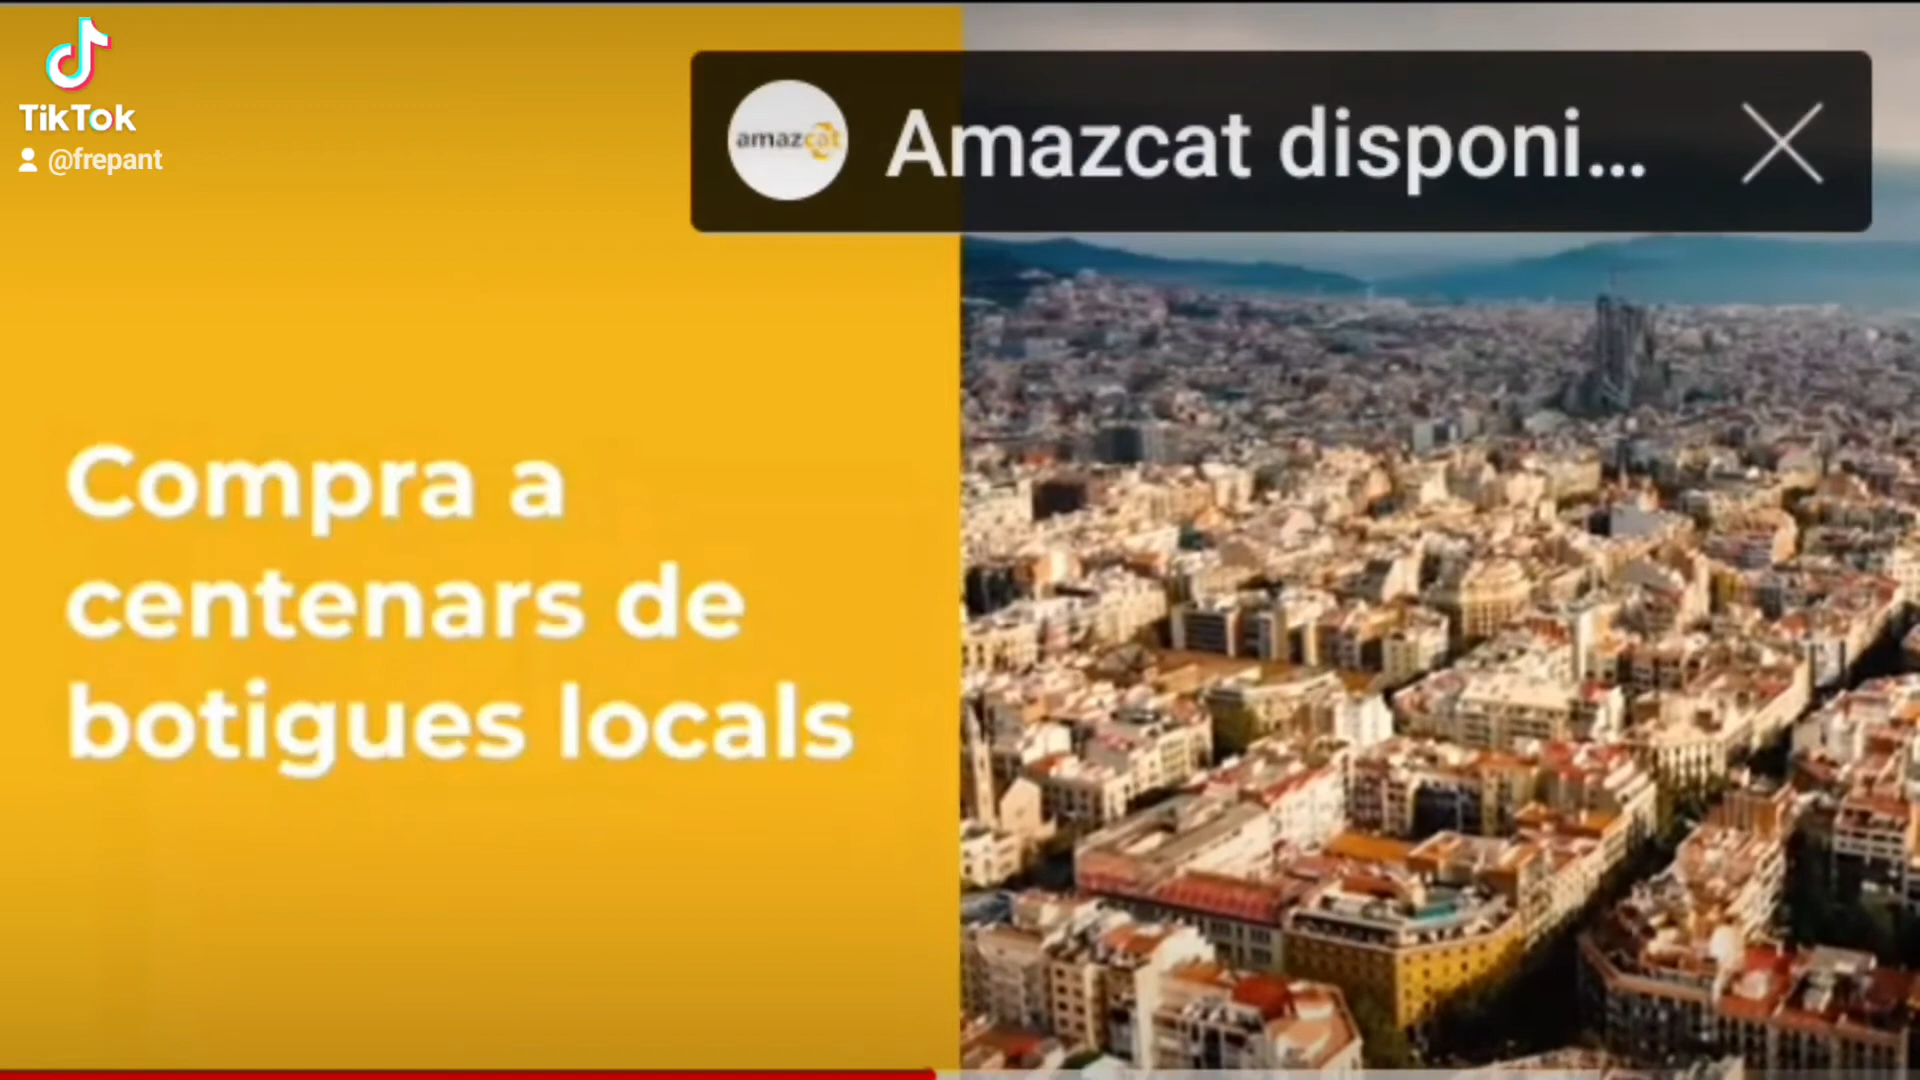 TikTok
@frepant
amazcat
Amazcat disponi...
Compra a
centenars de
botigues locals